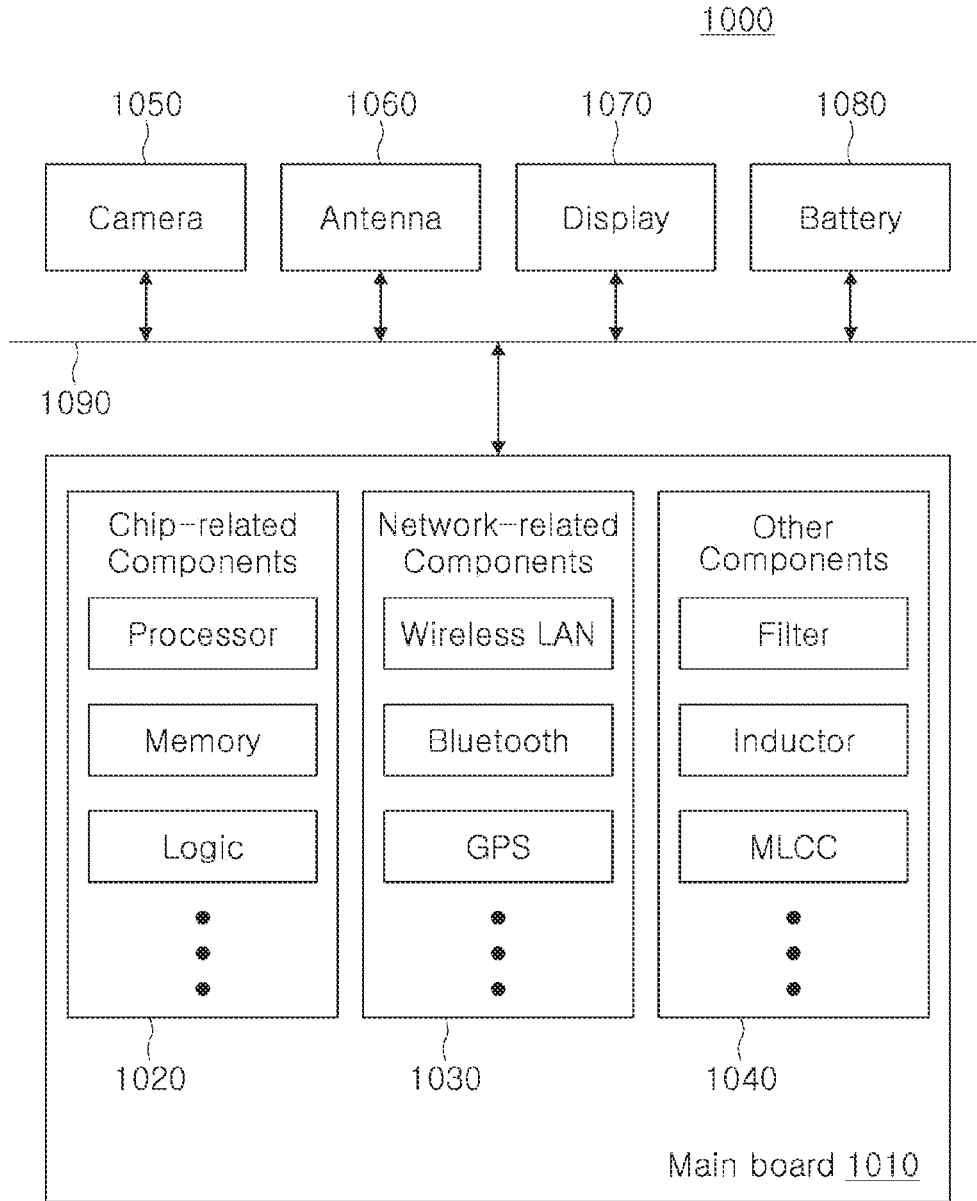 1000
1050 1060 1070 1080
Camera Antenna Display Battery
1090
Chip-related
Components
Processor
Memory
Logic
1020
Network-related
Components
Wireless LAN
Bluetooth
GPS
1030
Other
Components
Filter
Inductor
MLCC
1040
Main board 1010